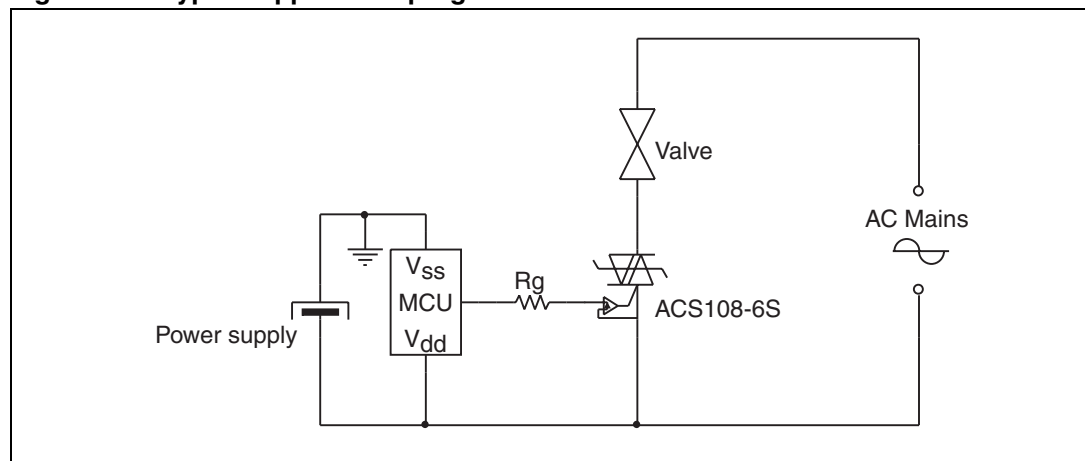 Valve
AC Mains
VSS
MCU
Vdd
Rg
ACS108-6S
Power supply